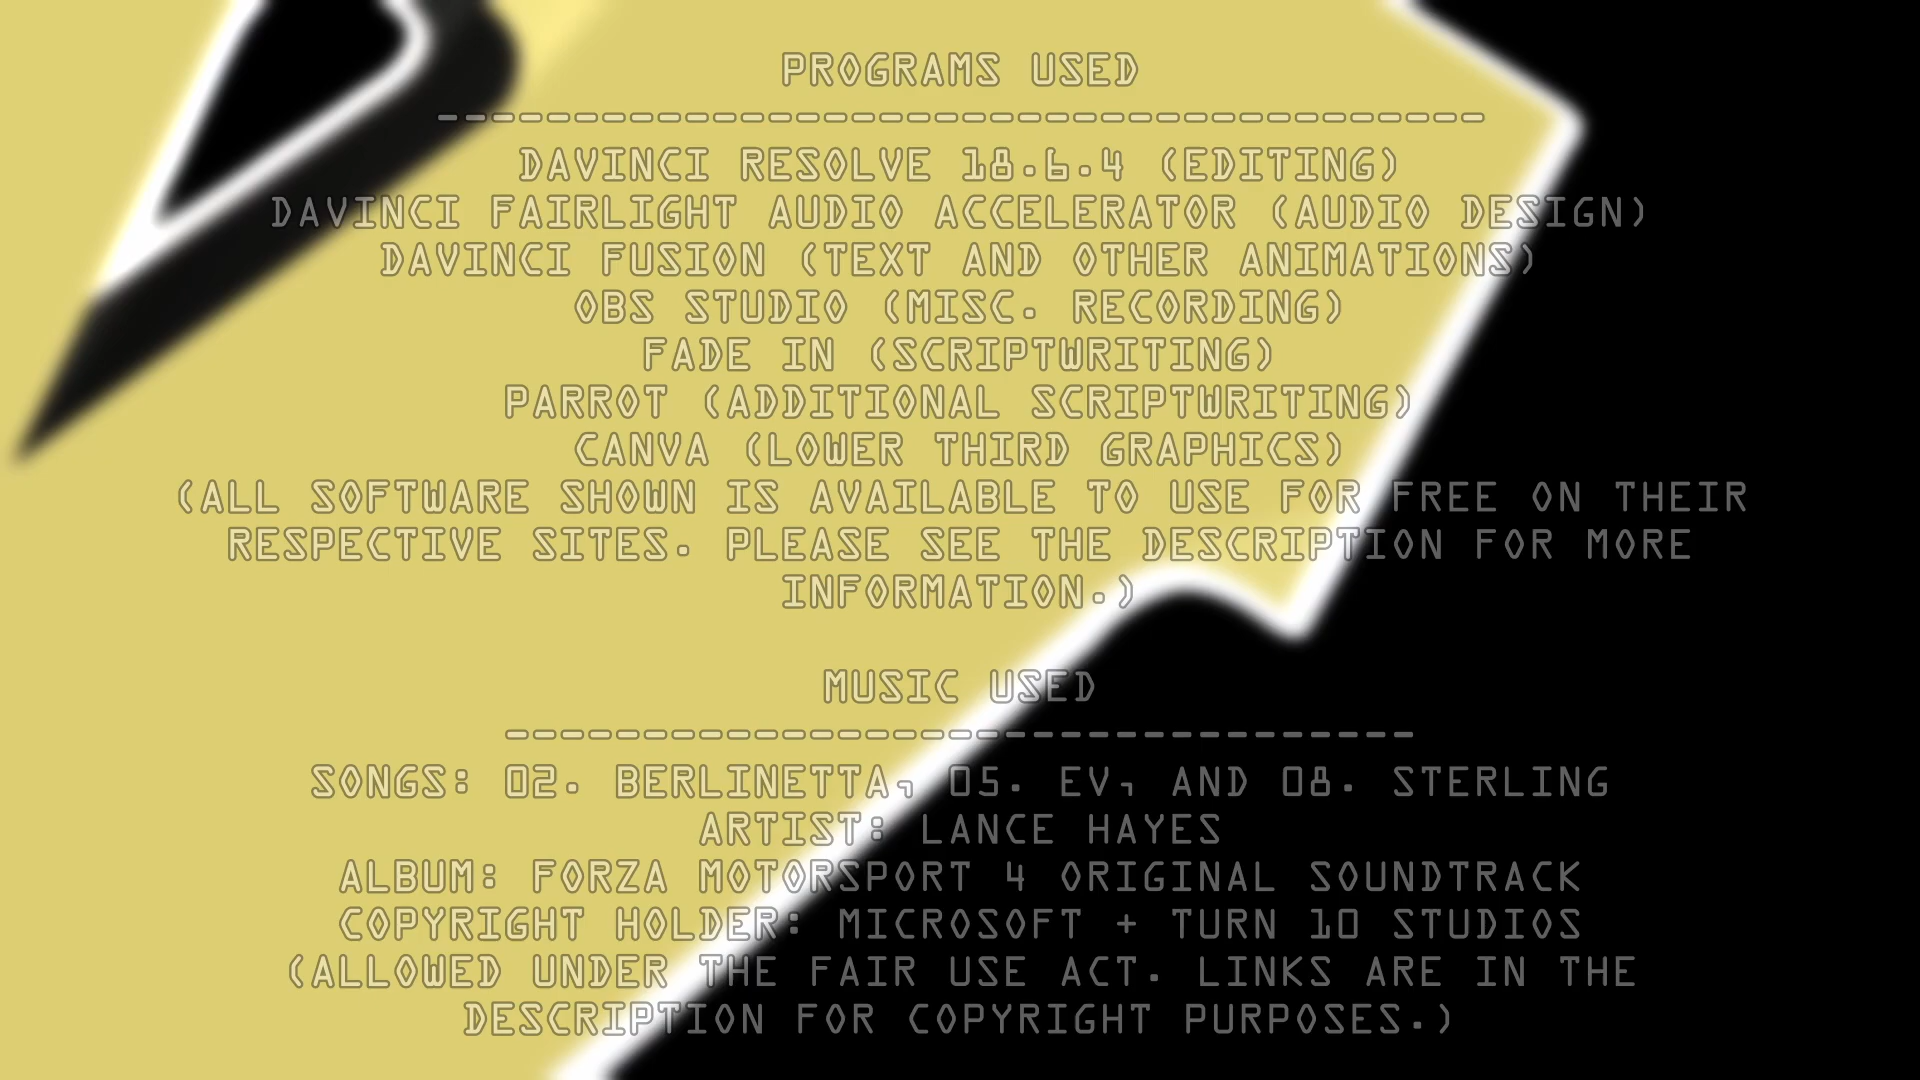 PROGRAMS USED
--------------------------------------
DAVINCI RESOLVE 18.6.4 (EDITING)
DAVINCI FAIRLIGHT AUDIO ACCELERATOR (AUDIO DESIGN)
DAVINCI FUSION (TEXT AND OTHER ANIMATIONS)
OBS STUDIO (MISC. RECORDING)
FADE IN (SCRIPTWRITING)
PARROT (ADDITIONAL SCRIPTWRITING)
CANVA (LOWER THIRD GRAPHICS)
(ALL SOFTWARE SHOWN IS AVAILABLE TO USE FOR FREE ON THEIR
RESPECTIVE SITES. PLEASE SEE THE DESCRIPTION FOR MORE
INFORMATION.)
MUSIC USED
---------------------------------
SONGS: 02. BERLINETTA, 05. EV, AND 08. STERLING
ARTIST: LANCE HAYES
ALBUM: FORZA MOTORSPORT 4 ORIGINAL SOUNDTRACK
COPYRIGHT HOLDER: MICROSOFT + TURN 10 STUDIOS
(ALLOWED UNDER THE FAIR USE ACT. LINKS ARE IN THE
DESCRIPTION FOR COPYRIGHT PURPOSES.)